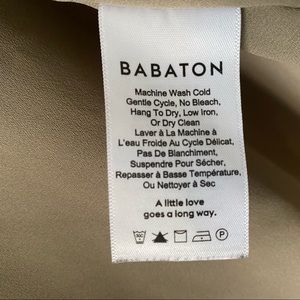 BABATON
Machine Wash Cold
Gentle Cycle, No Bleach,
Hang To Dry, Low Iron,
Or Dry Clean
Laver à La Machine à
L'eau Froide Au Cycle Délicat,
Pas De Blanchiment,
Suspendre Pour Sécher,
Repasser à Basse Température,
Ou Nettoyer à Sec
A little love
goes a long way.